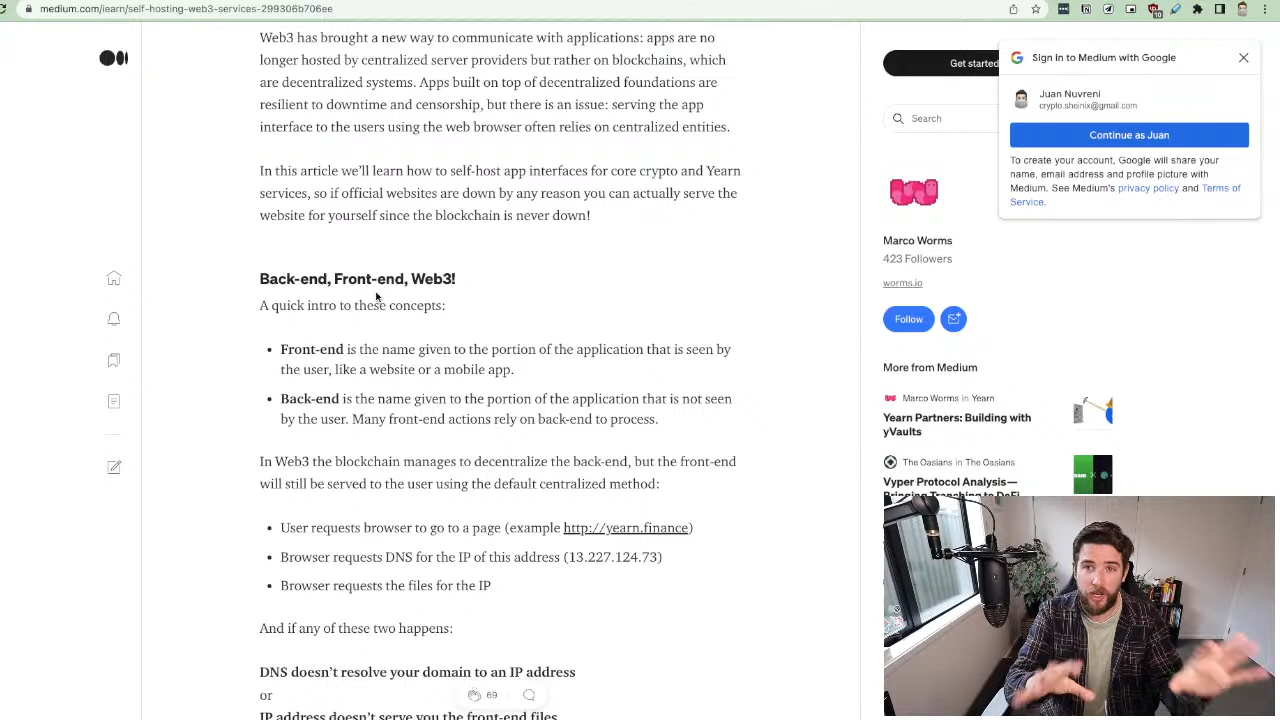 medium.com/iearn/self-hosting-web3-services-299306b706ee
10
Web3 has brought a new way to communicate with applications: apps are no
longer hosted by centralized server providers but rather on blockchains, which
are decentralized systems. Apps built on top of decentralized foundations are
resilient to downtime and censorship, but there is an issue: serving the app
interface to the users using the web browser often relies on centralized entities.
In this article we’ll learn how to self-host app interfaces for core crypto and Yearn
services, so if official websites are down by any reason you can actually serve the
website for yourself since the blockchain is never down!
Back-end, Front-end, Web3!
A quick intro to these concepts:
• Front-end is the name given to the portion of the application that is seen by
the user, like a website or a mobile app.
• Back-end is the name given to the portion of the application that is not seen
by the user. Many front-end actions rely on back-end to process.
In Web3 the blockchain manages to decentralize the back-end, but the front-end
will still be served to the user using the default centralized method:
• User requests browser to go to a page (example http://yearn.finance)
• Browser requests DNS for the IP of this address (13.227.124.73)
• Browser requests the files for the IP
And if any of these two happens:
DNS doesn’t resolve your domain to an IP address
or
IP address doesn’t serve you the front-end files
69
Get started
Search
Sign in to Medium with Google
Juan Nuvreni
crypto.sheinix@gmail.com
Continue as Juan
To create your account, Google will share your
name, email address and profile picture with
Medium. See Medium's privacy policy and Terms of
Service.
Marco Worms
423 Followers
worms.io
Follow
More from Medium
Marco Worms in Yearn
Yearn Partners: Building with
yVaults
The Oasians in The Oasians
Vyper Protocol Analysis—
Bringing Tranching to DeFi